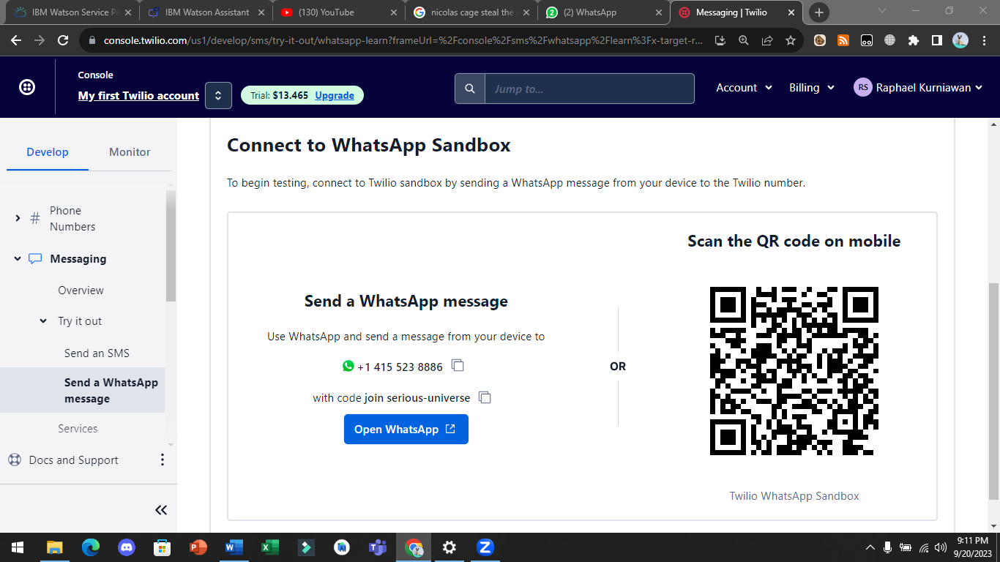 IBM Watson Service Pa
IBM Watson Assistant
(130) YouTube
nicolas cage steal the
(2) WhatsApp
Messaging | Twilio
console.twilio.com/us1/develop/sms/try-it-out/whatsapp-learn?frameUrl=%2Fconsole%2Fsms%2Fwhatsapp%2Flearn%3Fx-target-r...
Console
My first Twilio account
Trial: $13.465 Upgrade
Jump to...
Account
Billing
RS
Raphael Kurniawan
Develop
Monitor
Phone
Numbers
Messaging
Overview
Try it out
Send an SMS
Send a WhatsApp
message
Services
Docs and Support
Connect to WhatsApp Sandbox
To begin testing, connect to Twilio sandbox by sending a WhatsApp message from your device to the Twilio number.
Send a WhatsApp message
Use WhatsApp and send a message from your device to
+1 415 523 8886
with code join serious-universe
Open WhatsApp
OR
Scan the QR code on mobile
Twilio WhatsApp Sandbox
9:11 PM
9/20/2023